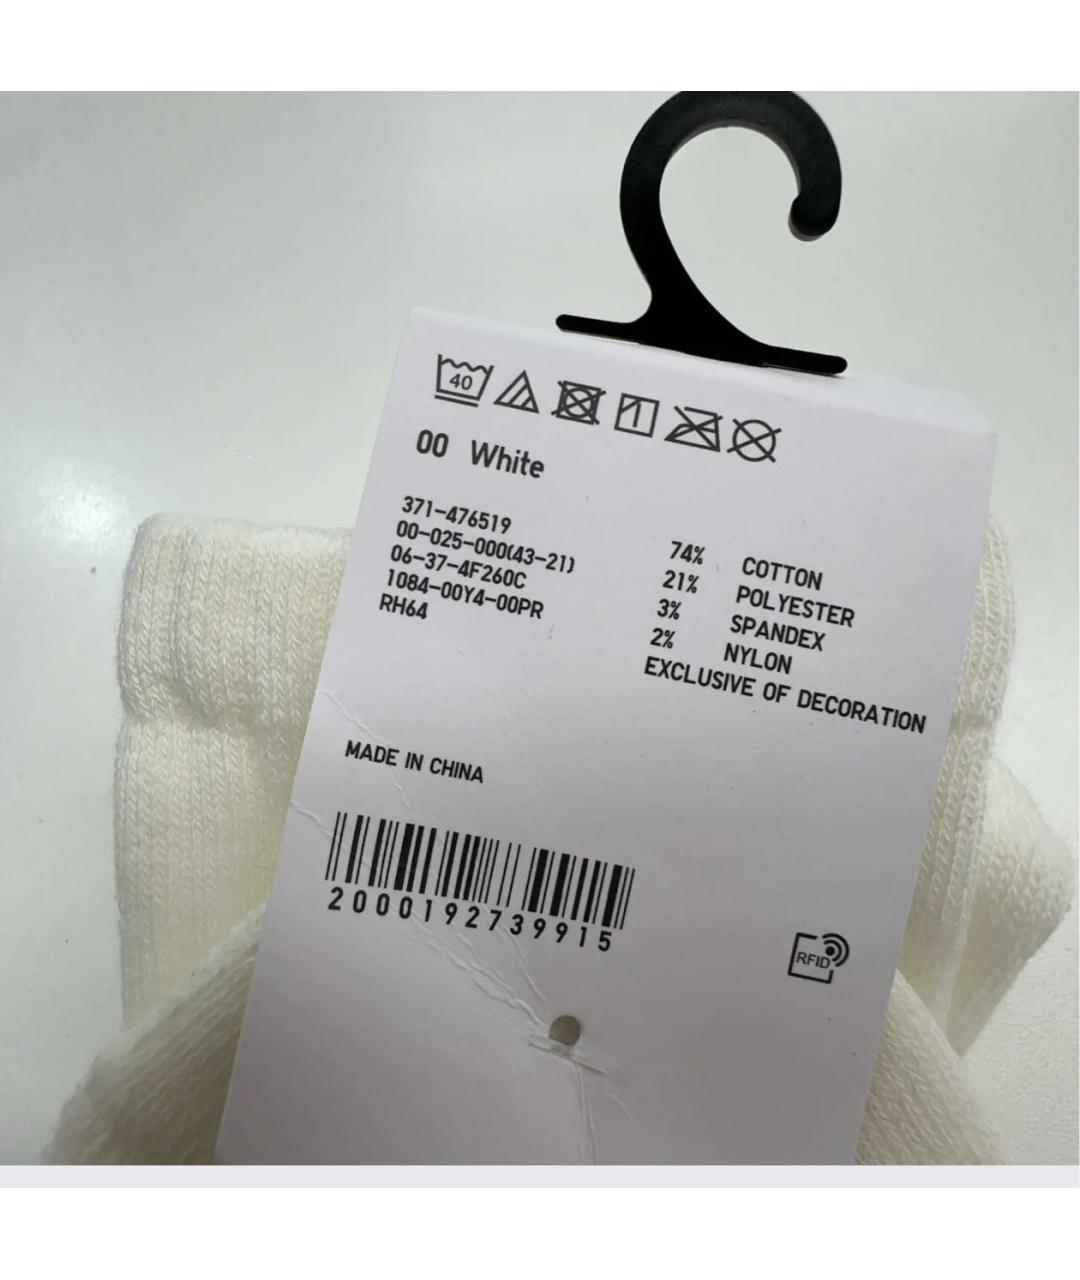 40
00 White
371-476519
00-025-000(43-21)
06-37-4F260C
1084-00Y4-00PR
RH64
74% COTTON
21% POLYESTER
3% SPANDEX
2% NYLON
EXCLUSIVE OF DECORATION
MADE IN CHINA
2000192739915
RFID